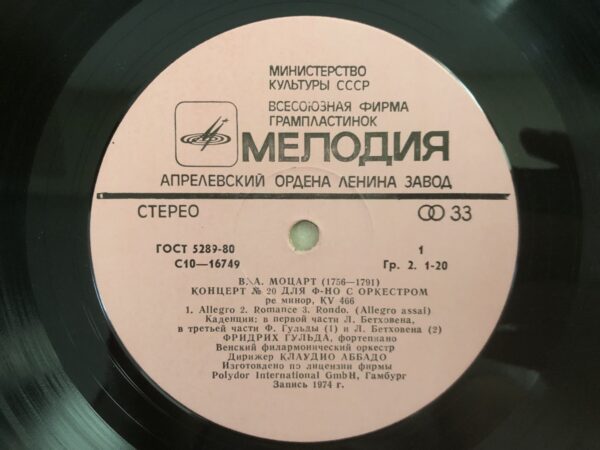 МИНИСТЕРСТВО
КУЛЬТУРЫ СССР
ВСЕСОЮЗНАЯ ФИРМА
ГРАМПЛАСТИНОК
МЕЛОДИЯ
АПРЕЛЕВСКИЙ ОРДЕНА ЛЕНИНА ЗАВОД
СТЕРЕО 33
ГОСТ 5289-80 1
С10—16749 Гр. 2. 1-20
В. А. МОЦАРТ (1756—1791)
КОНЦЕРТ № 20 ДЛЯ Ф-НО С ОРКЕСТРОМ
ре минор, KV 466
1. Allegro 2. Romance 3. Rondo. (Allegro assai)
Каденции: в первой части Л. Бетховена,
в третьей части Ф. Гульды (1) и Л. Бетховена (2)
ФРИДРИХ ГУЛЬДА, фортепиано
Венский филармонический оркестр
Дирижер КЛАУДИО АББАДО
Изготовлено по лицензии фирмы
Polydor International GmbH, Гамбург
Запись 1974 г.